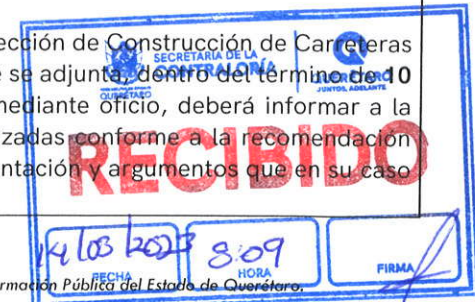 ección de Construcción de Carreteras
e se adjunta, dentro del término de 10
nediante oficio, deberá informar a la
zadas conforme a la recomendación
ntación y argumentos que en su caso
SECRETARÍA DE LA
CONTRALORÍA
QUERÉTARO
QUERÉTARO
JUNTOS, ADELANTE
RECIBIDO
14/03/2023
8:09
FECHA
HORA
FIRMA
rmación Pública del Estado de Querétaro.